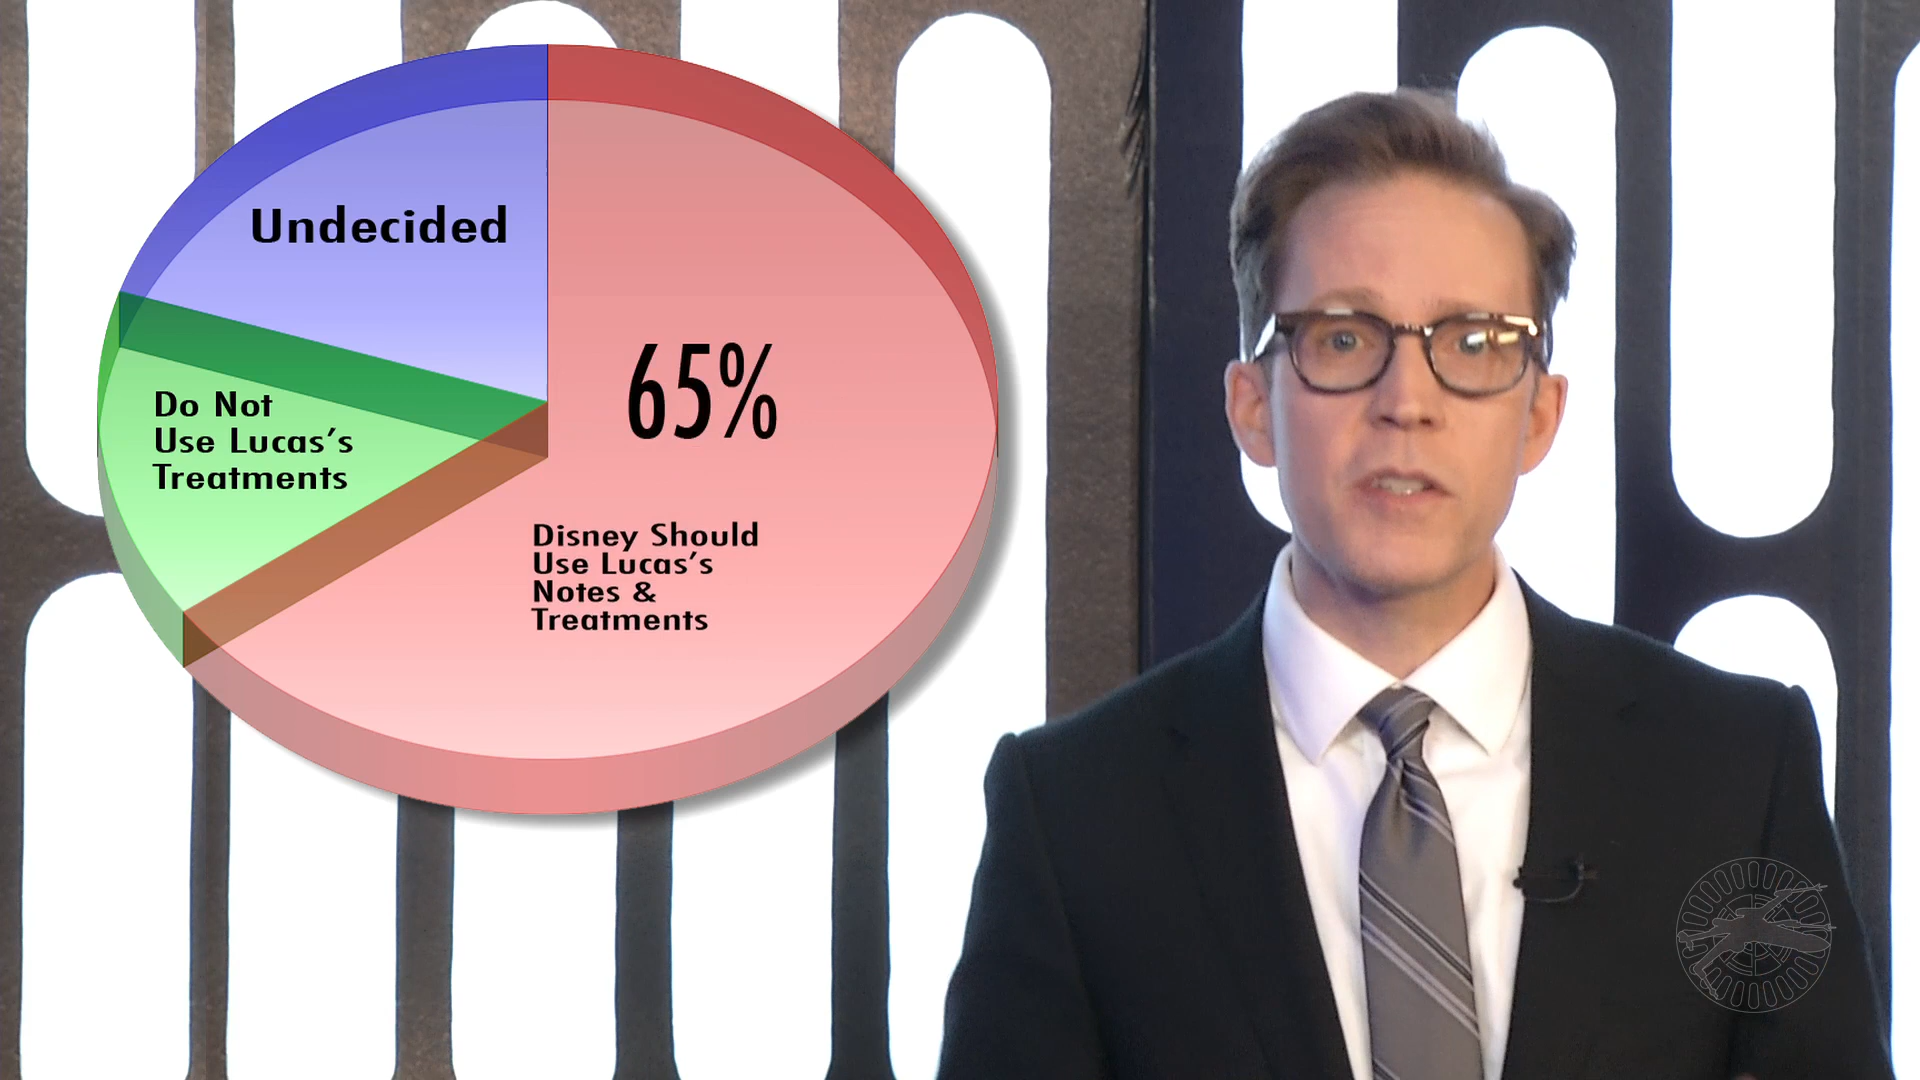 Undecided
65%
Do Not
Use Lucas’s
Treatments
Disney Should
Use Lucas’s
Notes &
Treatments